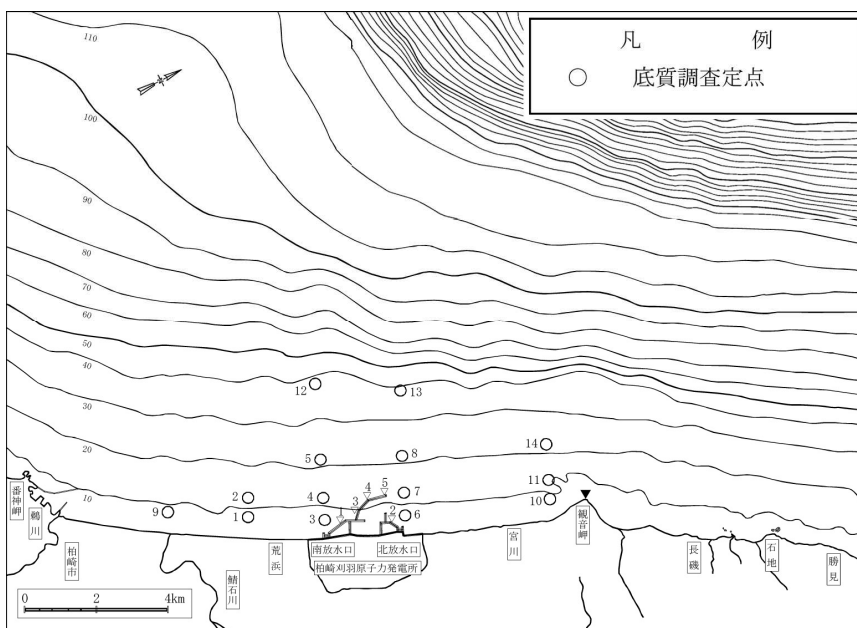 凡 例
○ 底質調査定点
110
100
90
80
70
60
50
40
30
20
10
12
13
14
5
8
11
10
2
4
7
9
1
3
6
1
2
3
4
5
番神岬
鵜川
柏崎市
鯖石川
荒浜
南放水口
北放水口
柏崎刈羽原子力発電所
宮川
観音岬
長磯
石地
勝見
0 2 4km